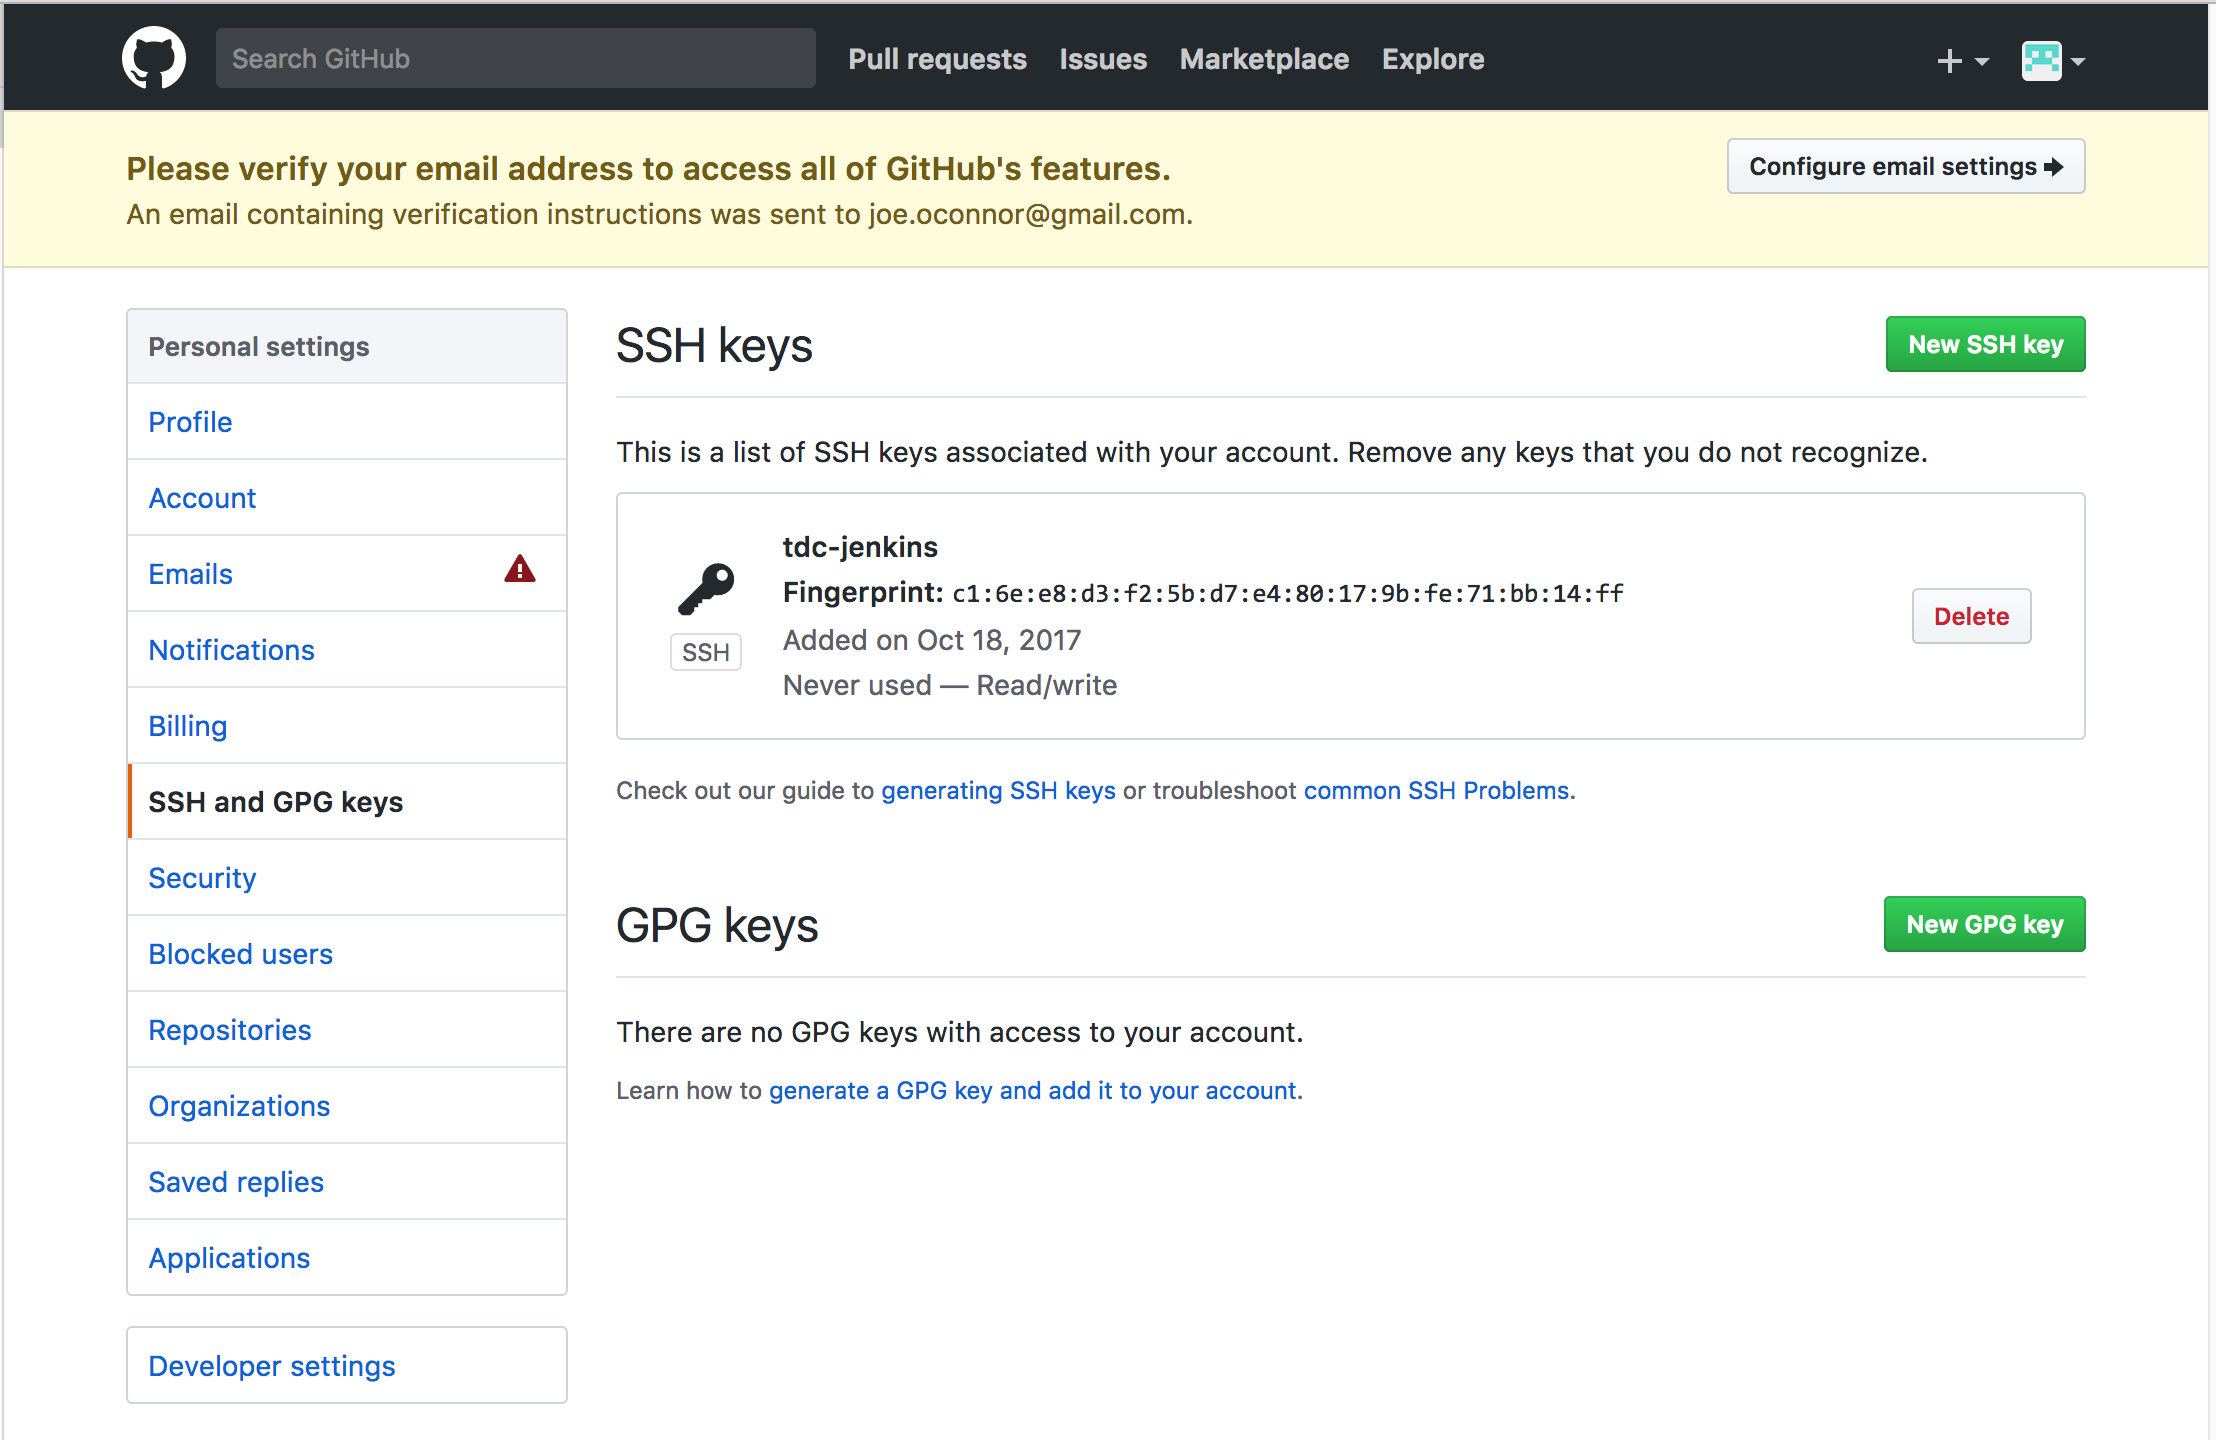 Search GitHub
Pull requests
Issues
Marketplace
Explore
Please verify your email address to access all of GitHub's features.
An email containing verification instructions was sent to joe.oconnor@gmail.com.
Configure email settings
Personal settings
Profile
Account
Emails
Notifications
Billing
SSH and GPG keys
Security
Blocked users
Repositories
Organizations
Saved replies
Applications
Developer settings
SSH keys
New SSH key
This is a list of SSH keys associated with your account. Remove any keys that you do not recognize.
tdc-jenkins
Fingerprint: c1:6e:e8:d3:f2:5b:d7:e4:80:17:9b:fe:71:bb:14:ff
Added on Oct 18, 2017
Never used — Read/write
SSH
Delete
Check out our guide to generating SSH keys or troubleshoot common SSH Problems.
GPG keys
New GPG key
There are no GPG keys with access to your account.
Learn how to generate a GPG key and add it to your account.